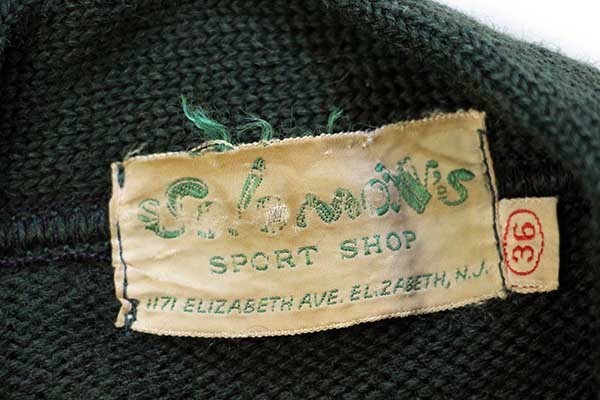 SPORT SHOP
1171 ELIZABETH AVE. ELIZABETH, N.J.
36